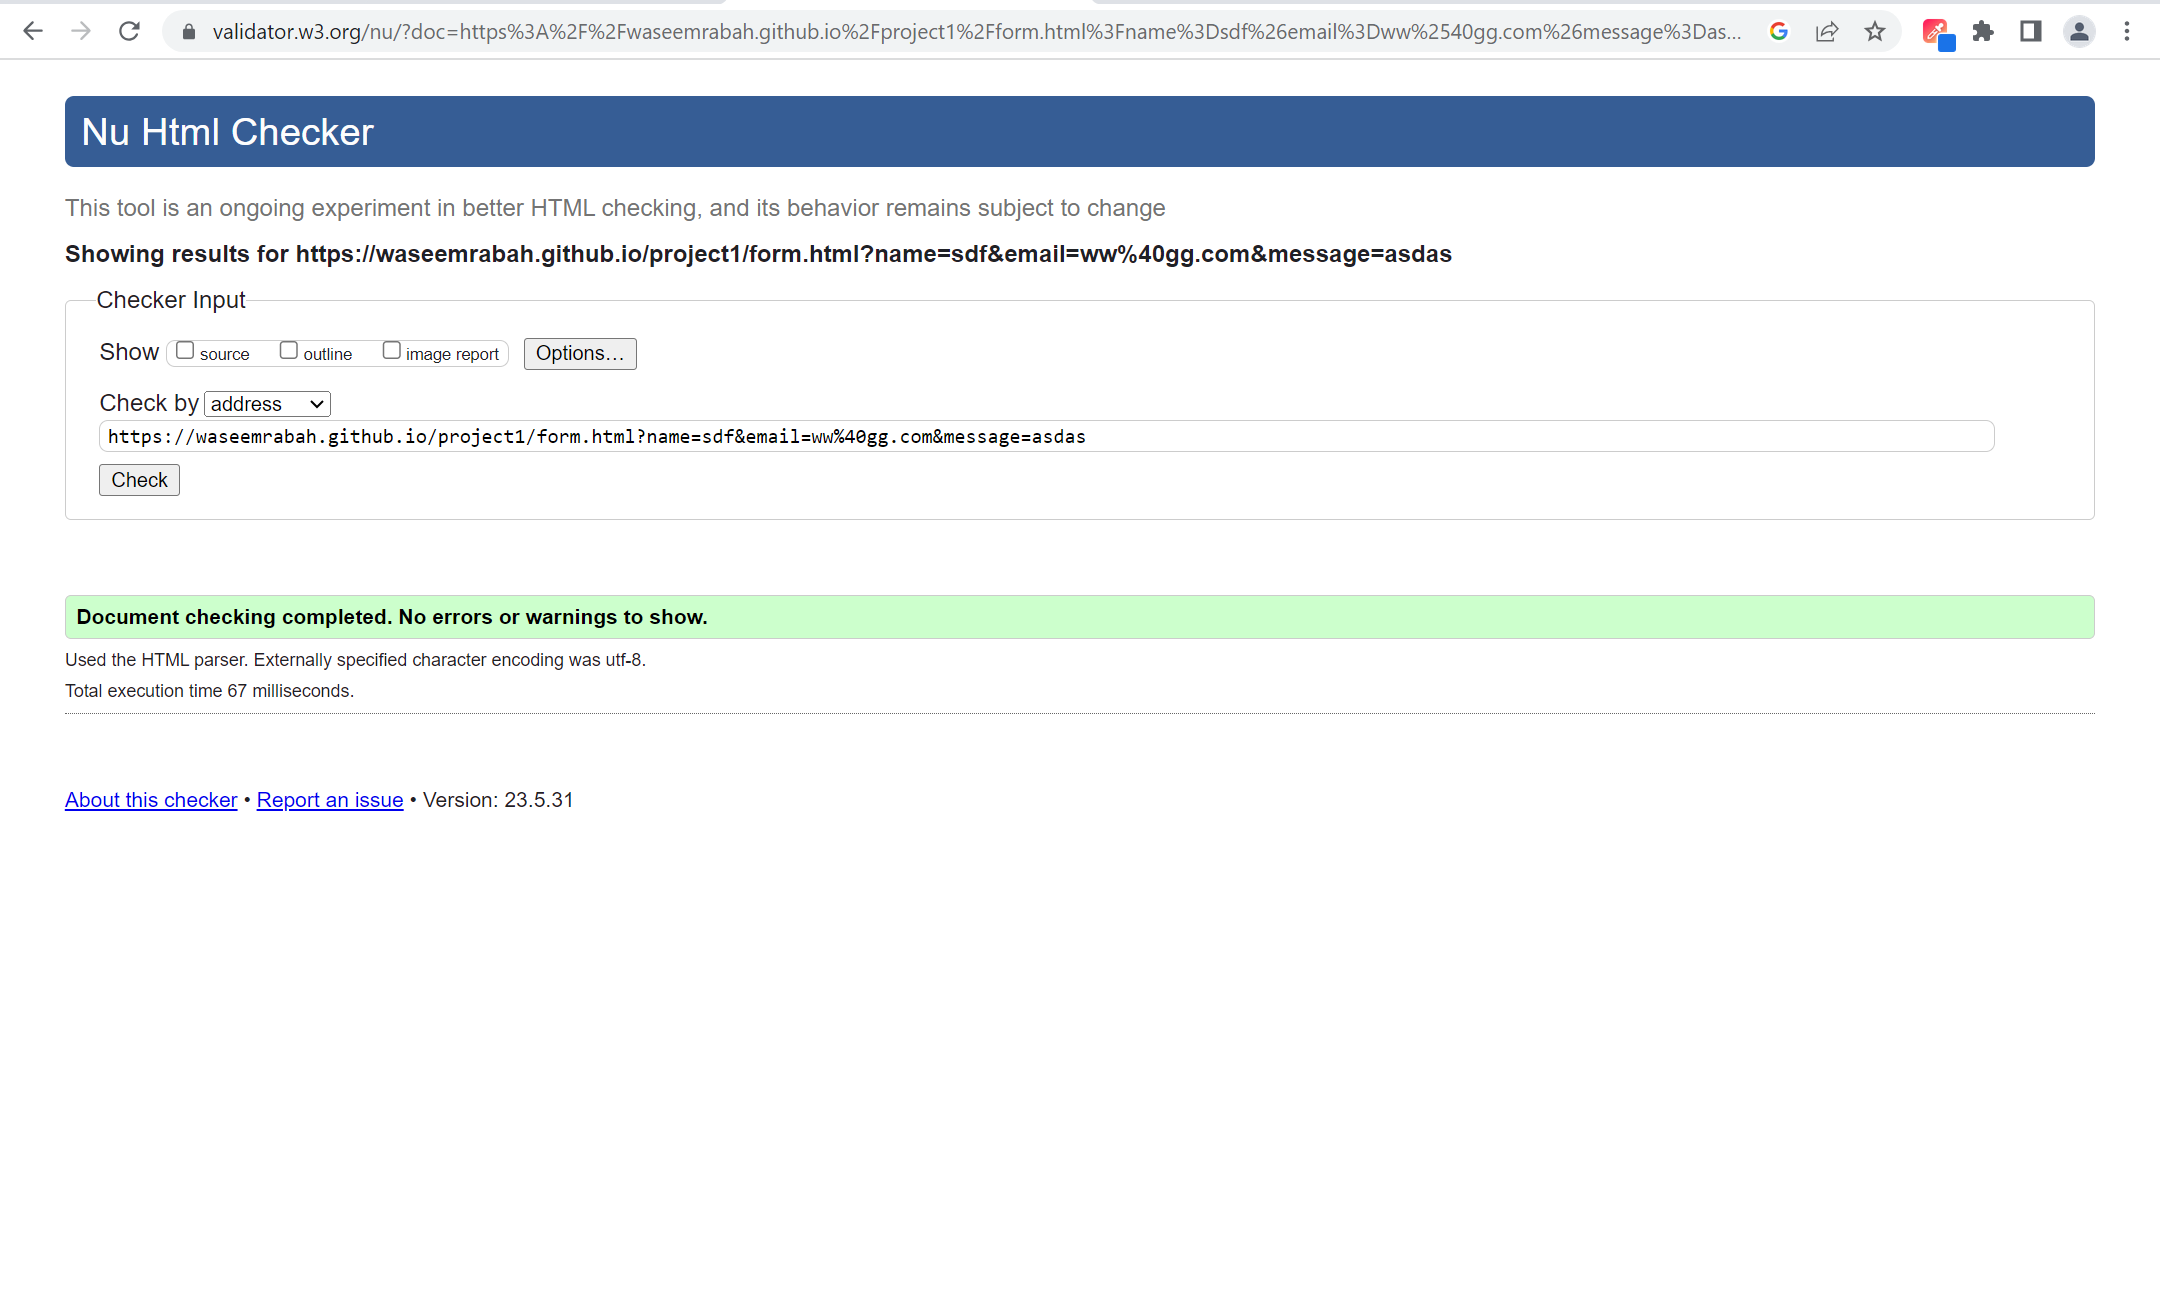 validator.w3.org/nu/?doc=https%3A%2F%2Fwaseemrabah.github.io%2Fproject1%2Fform.html%3Fname%3Dsdf%26email%3Dww%2540gg.com%26message%3Das...
Nu Html Checker
This tool is an ongoing experiment in better HTML checking, and its behavior remains subject to change
Showing results for https://waseemrabah.github.io/project1/form.html?name=sdf&email=ww%40gg.com&message=asdas
Checker Input
Show source outline image report Options...
Check by address
https://waseemrabah.github.io/project1/form.html?name=sdf&email=ww%40gg.com&message=asdas
Check
Document checking completed. No errors or warnings to show.
Used the HTML parser. Externally specified character encoding was utf-8.
Total execution time 67 milliseconds.
About this checker • Report an issue • Version: 23.5.31